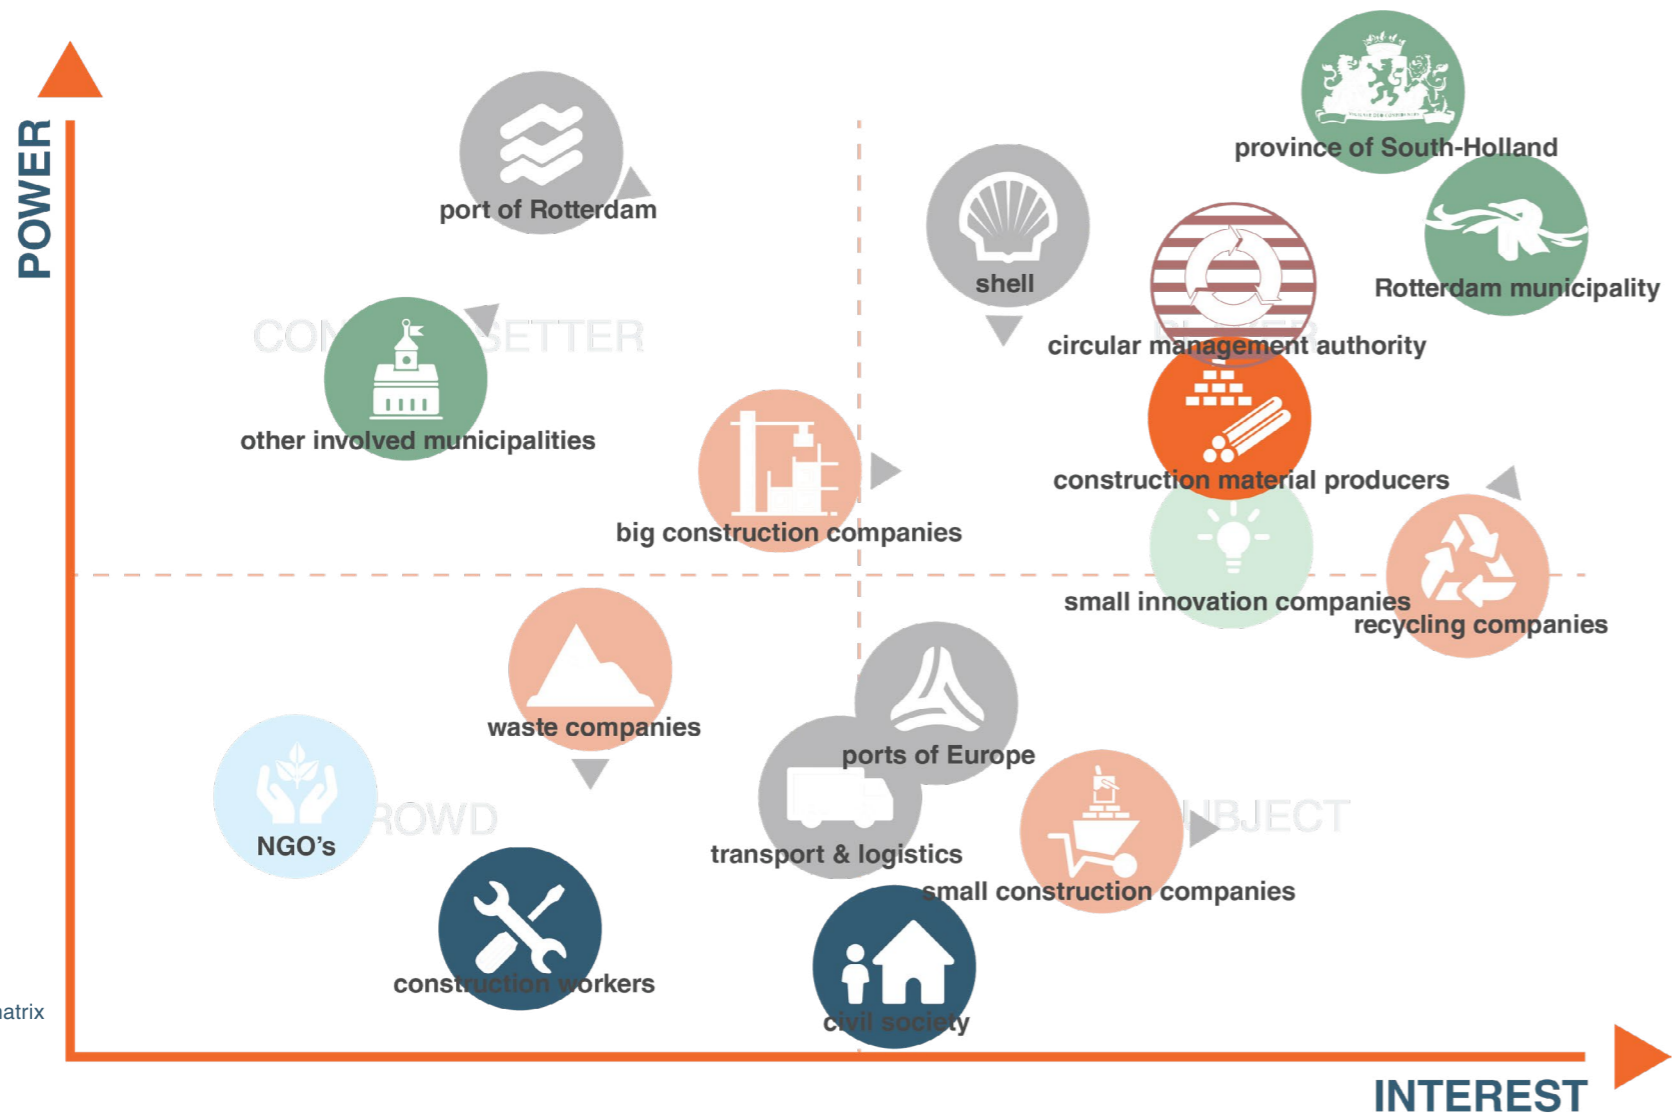 POWER
province of South-Holland
port of Rotterdam
shell
Rotterdam municipality
SETTER
circular management authority
other involved municipalities
construction material producers
big construction companies
small innovation companies
recycling companies
waste companies
ports of Europe
NGO's
transport & logistics
small construction companies
construction workers
civil society
INTEREST